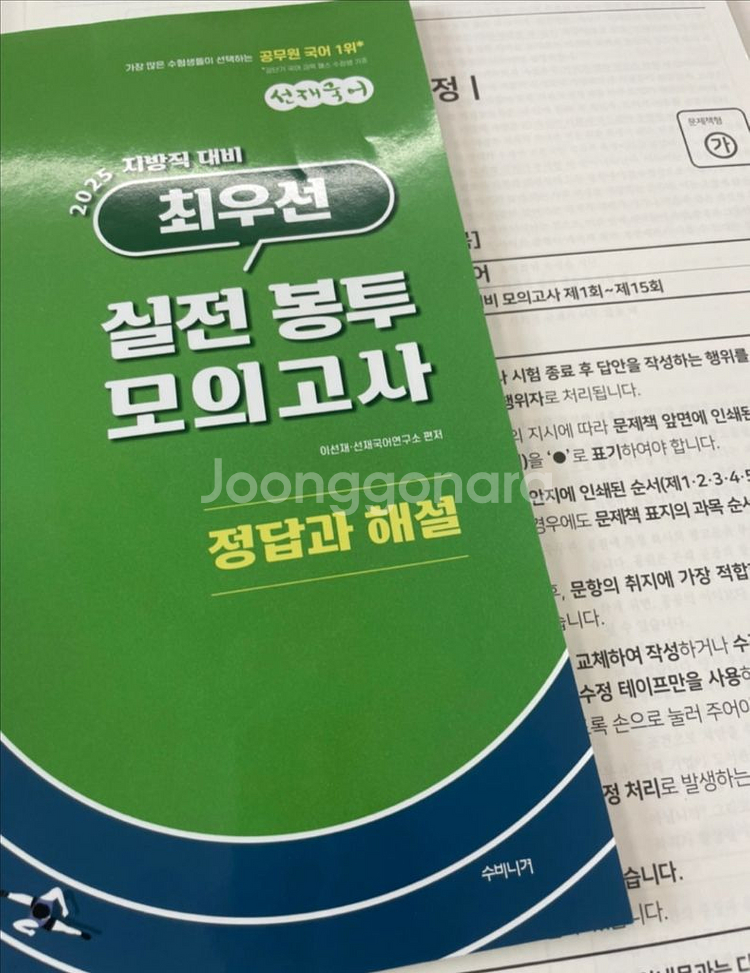 가장 많은 수험생들이 선택하는 공무원 국어 1위*
선재국어
2025 지방직 대비
최우선
실전 봉투
모의고사
이선재·선재국어연구소 편저
정답과 해설
수비니겨
Joonggonara
정 I
문제책형
가
비 모의고사 제1회~제15회
시험 종료 후 답안을 작성하는 행위를
행위자로 처리됩니다.
지시에 따라 문제책 앞면에 인쇄된
)을 '●'로 표기하여야 합니다.
안지에 인쇄된 순서(제1·2·3·4·5
경우에도 문제책 표지의 과목 순서
, 문항의 취지에 가장 적합
습니다.
교체하여 작성하거나 수
수정 테이프만을 사용하
록 손으로 눌러 주어야
정 처리로 발생하는
습니다.
니다.